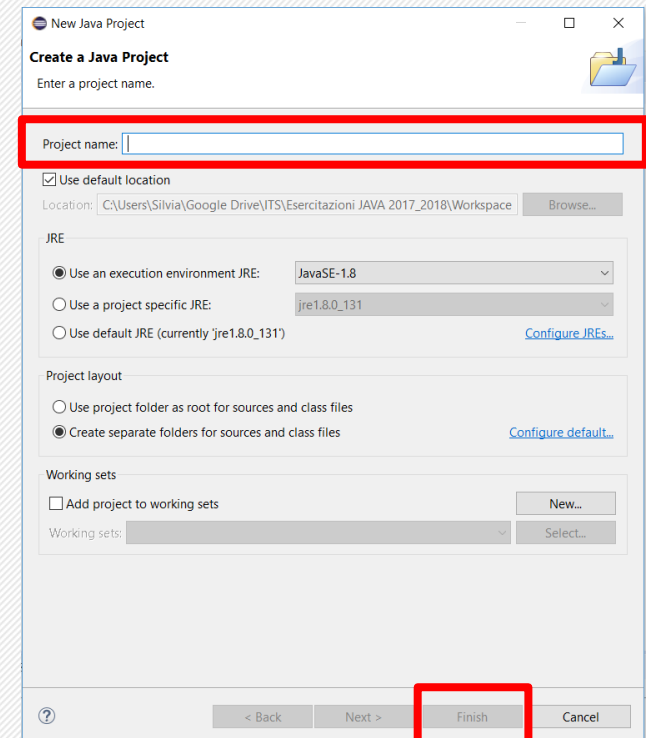 New Java Project
Create a Java Project
Enter a project name.
Project name:
Use default location
Location: C:\Users\Silvia\Google Drive\ITS\Esercitazioni JAVA 2017_2018\Workspace Browse...
JRE
Use an execution environment JRE: JavaSE-1.8
Use a project specific JRE: jre1.8.0_131
Use default JRE (currently 'jre1.8.0_131') Configure JREs...
Project layout
Use project folder as root for sources and class files
Create separate folders for sources and class files Configure default...
Working sets
Add project to working sets New...
Working sets: Select...
? < Back Next > Finish Cancel